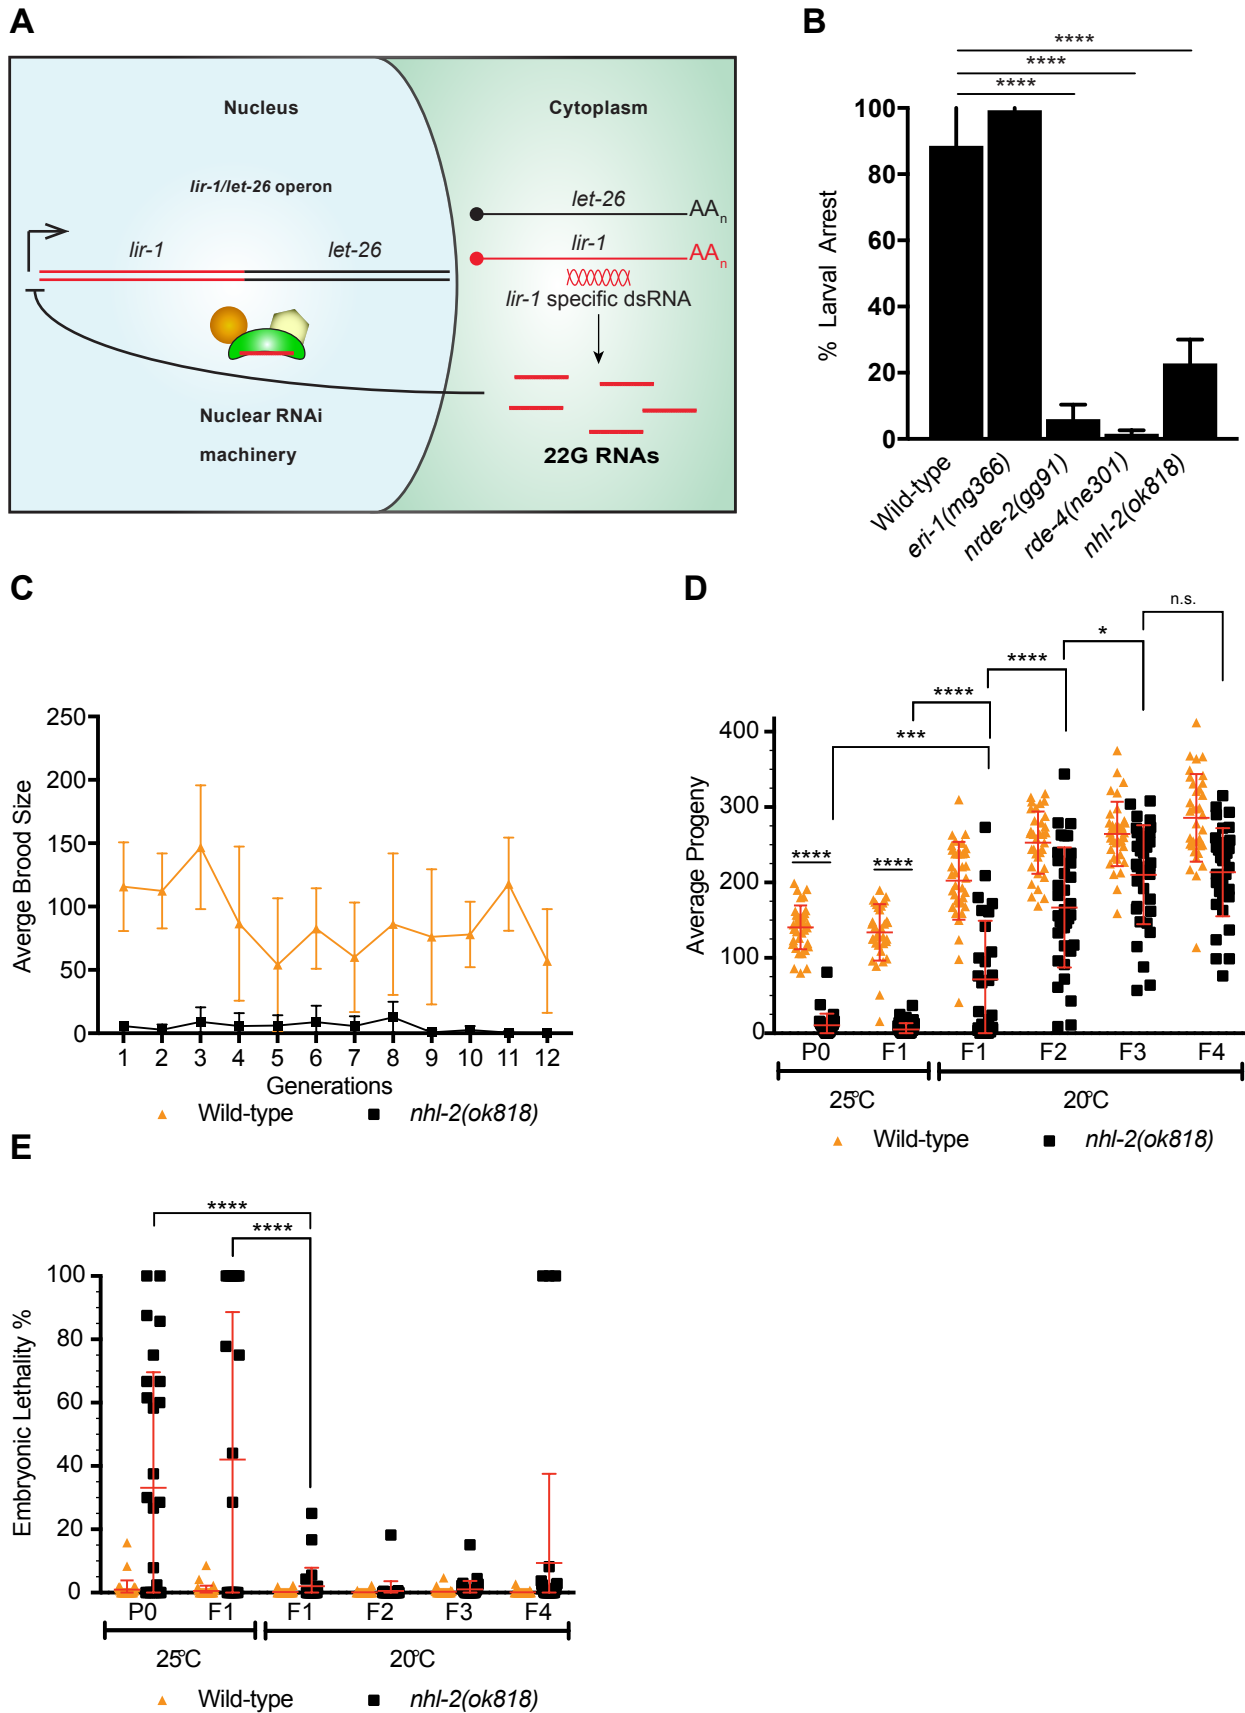 A
Nucleus
Cytoplasm
lir-1/let-26 operon
lir-1
let-26
let-26
AAn
lir-1
AAn
lir-1 specific dsRNA
Nuclear RNAi
machinery
22G RNAs
B
****
****
****
% Larval Arrest
100
80
60
40
20
0
Wild-type
eri-1(mg366)
nrde-2(gg91)
rde-4(ne301)
nhl-2(ok818)
C
Averge Brood Size
250
200
150
100
50
0
1 2 3 4 5 6 7 8 9 10 11 12
Generations
Wild-type
nhl-2(ok818)
D
n.s.
*
****
****
***
****
****
Average Progeny
400
300
200
100
0
P0 F1 F1 F2 F3 F4
25°C 20°C
Wild-type
nhl-2(ok818)
E
****
****
Embryonic Lethality %
100
80
60
40
20
0
P0 F1 F1 F2 F3 F4
25°C 20°C
Wild-type
nhl-2(ok818)